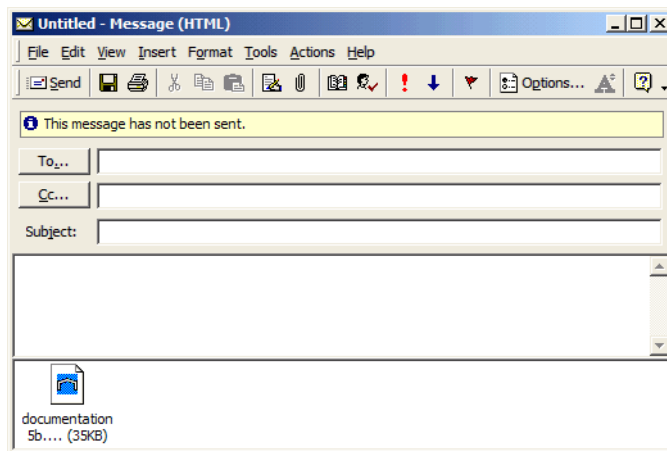 Untitled - Message (HTML)
File Edit View Insert Format Tools Actions Help
Send Options...
This message has not been sent.
To...
Cc...
Subject:
documentation
5b.... (35KB)